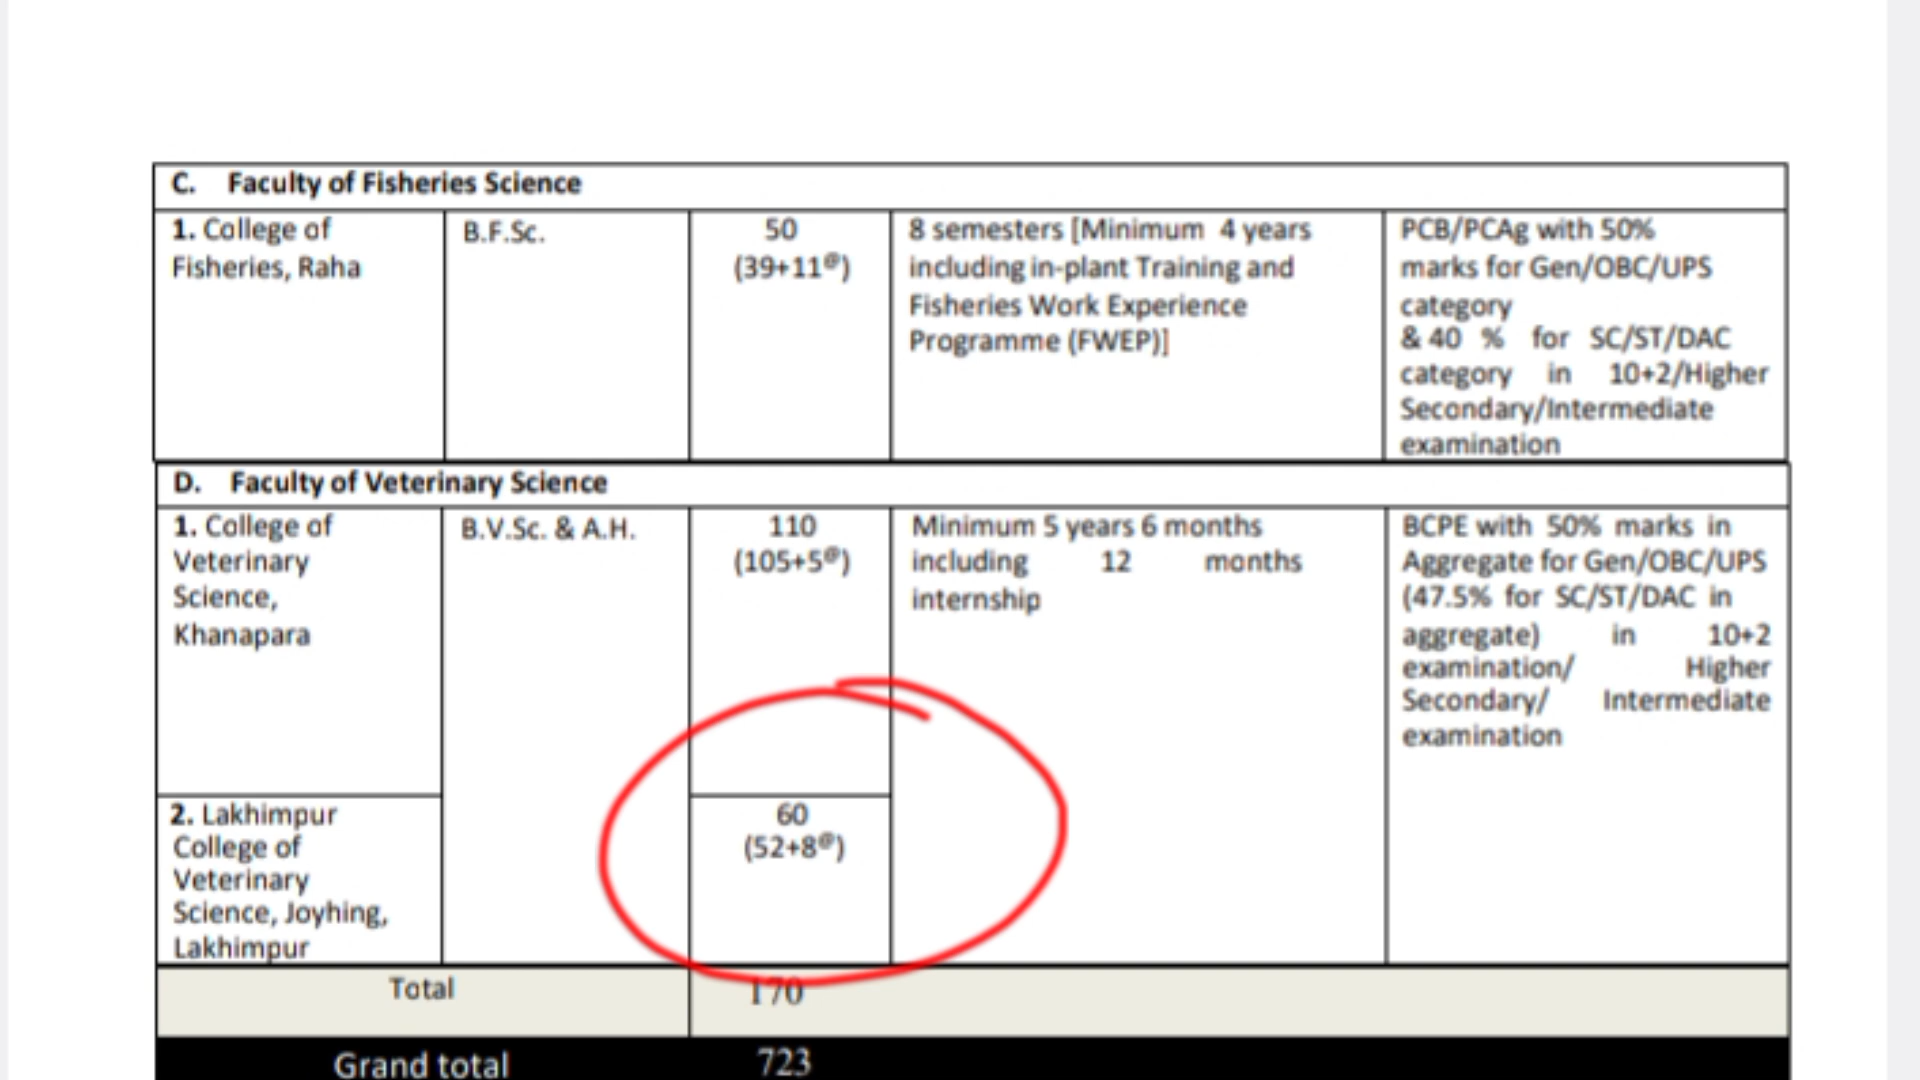 C. Faculty of Fisheries Science
1. College of
Fisheries, Raha
B.F.Sc.
50
(39+11@)
8 semesters [Minimum 4 years
including in-plant Training and
Fisheries Work Experience
Programme (FWEP)]
PCB/PCAg with 50%
marks for Gen/OBC/UPS
category
& 40 % for SC/ST/DAC
category in 10+2/Higher
Secondary/Intermediate
examination
D. Faculty of Veterinary Science
1. College of
Veterinary
Science,
Khanapara
B.V.Sc. & A.H.
110
(105+5@)
Minimum 5 years 6 months
including 12 months
internship
BCPE with 50% marks in
Aggregate for Gen/OBC/UPS
(47.5% for SC/ST/DAC in
aggregate) in 10+2
examination/ Higher
Secondary/ Intermediate
examination
2. Lakhimpur
College of
Veterinary
Science, Joyhing,
Lakhimpur
60
(52+8@)
Total 170
Grand total 723